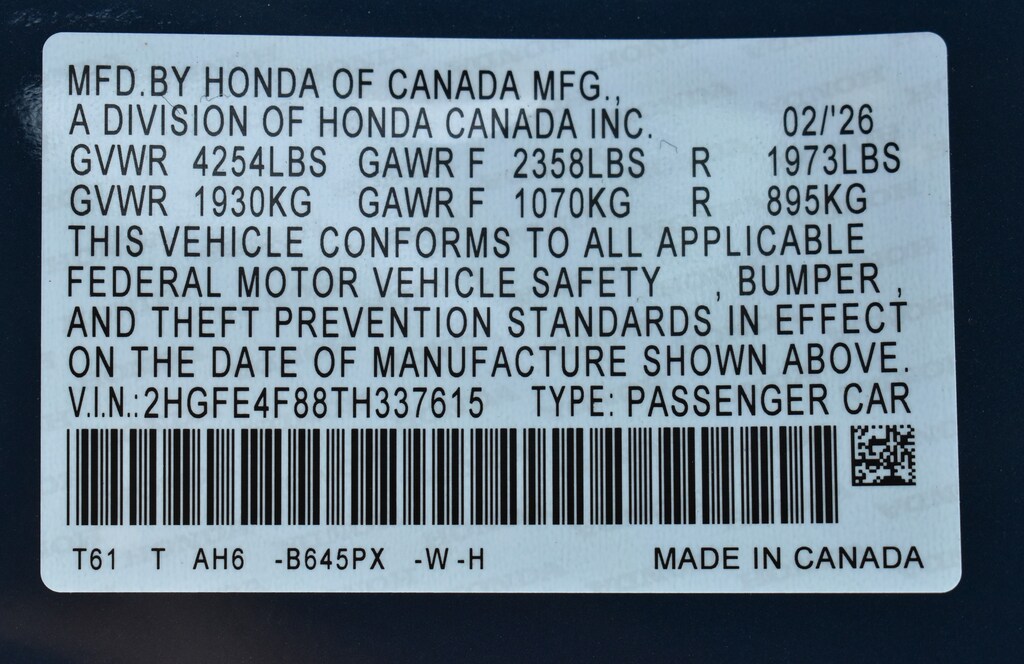 MFD.BY HONDA OF CANADA MFG.,
A DIVISION OF HONDA CANADA INC. 02/'26
GVWR 4254LBS GAWR F 2358LBS R 1973LBS
GVWR 1930KG GAWR F 1070KG R 895KG
THIS VEHICLE CONFORMS TO ALL APPLICABLE
FEDERAL MOTOR VEHICLE SAFETY , BUMPER ,
AND THEFT PREVENTION STANDARDS IN EFFECT
ON THE DATE OF MANUFACTURE SHOWN ABOVE.
V.I.N.:2HGFE4F88TH337615 TYPE: PASSENGER CAR
T61 T AH6 -B645PX -W-H MADE IN CANADA